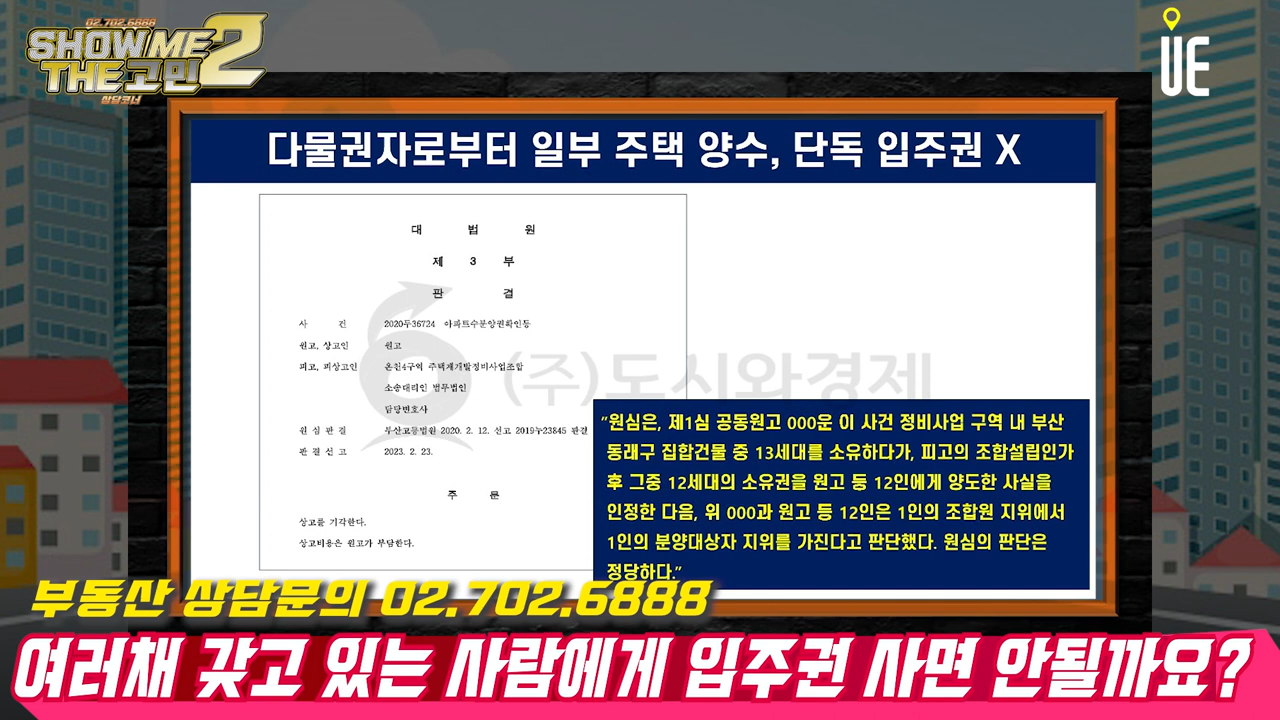 02.702.6888
SHOW ME
THE고민2
상담코너
UE
다물권자로부터 일부 주택 양수, 단독 입주권 X
대 법 원
제 3 부
판 결
사 건 2020두36724 아파트수분양권확인등
원고, 상고인 원고
피고, 피상고인 온천4구역 주택재개발정비사업조합
소송대리인 법무법인
담당변호사
원 심 판 결 부산고등법원 2020. 2. 12. 선고 2019누23845 판결
판 결 선 고 2023. 2. 23.
주 문
상고를 기각한다.
상고비용은 원고가 부담한다.
(주)도시와경제
"원심은, 제1심 공동원고 000운 이 사건 정비사업 구역 내 부산
동래구 집합건물 중 13세대를 소유하다가, 피고의 조합설립인가
후 그중 12세대의 소유권을 원고 등 12인에게 양도한 사실을
인정한 다음, 위 000과 원고 등 12인은 1인의 조합원 지위에서
1인의 분양대상자 지위를 가진다고 판단했다. 원심의 판단은
정당하다."
부동산 상담문의 02.702.6888
여러채 갖고 있는 사람에게 입주권 사면 안될까요?